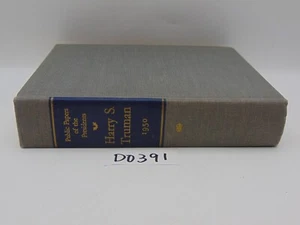 Public Papers
of the
Presidents
Harry S.
Truman
1950
D0391